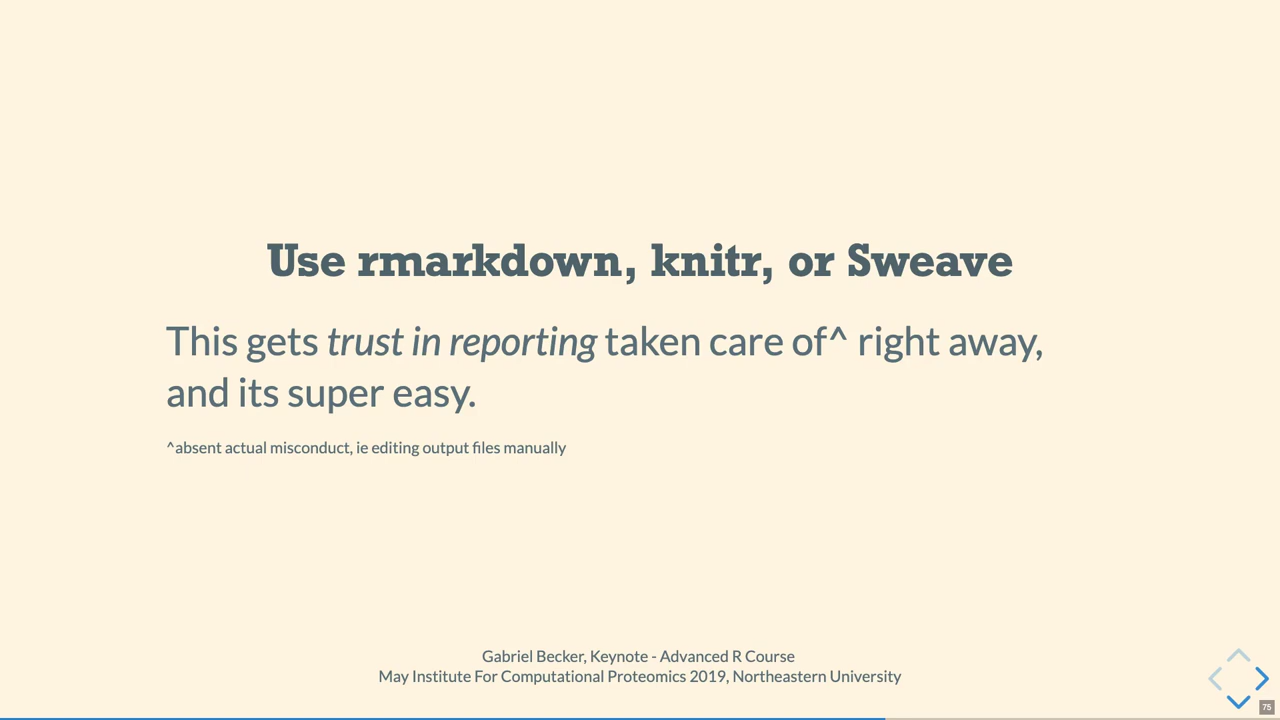 Use rmarkdown, knitr, or Sweave
This gets trust in reporting taken care of^ right away,
and its super easy.
^absent actual misconduct, ie editing output files manually
Gabriel Becker, Keynote - Advanced R Course
May Institute For Computational Proteomics 2019, Northeastern University
75